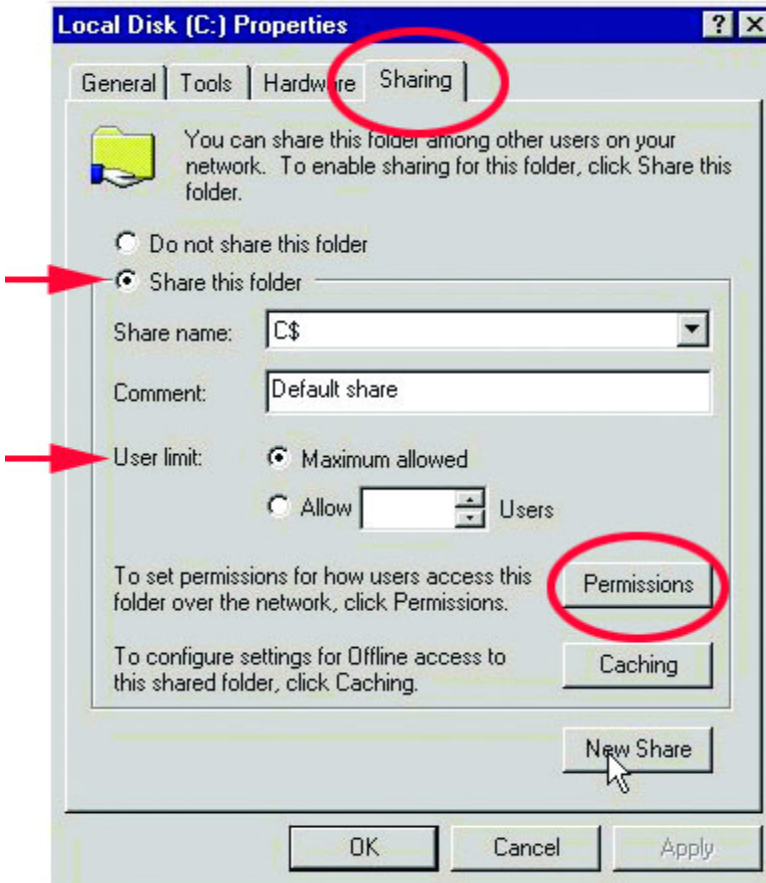 Local Disk (C:) Properties
General Tools Hardware Sharing
You can share this folder among other users on your
network. To enable sharing for this folder, click Share this
folder.
Do not share this folder
Share this folder
Share name: C$
Comment: Default share
User limit: Maximum allowed
Allow Users
To set permissions for how users access this
folder over the network, click Permissions.
Permissions
To configure settings for Offline access to
this shared folder, click Caching.
Caching
New Share
OK Cancel Apply